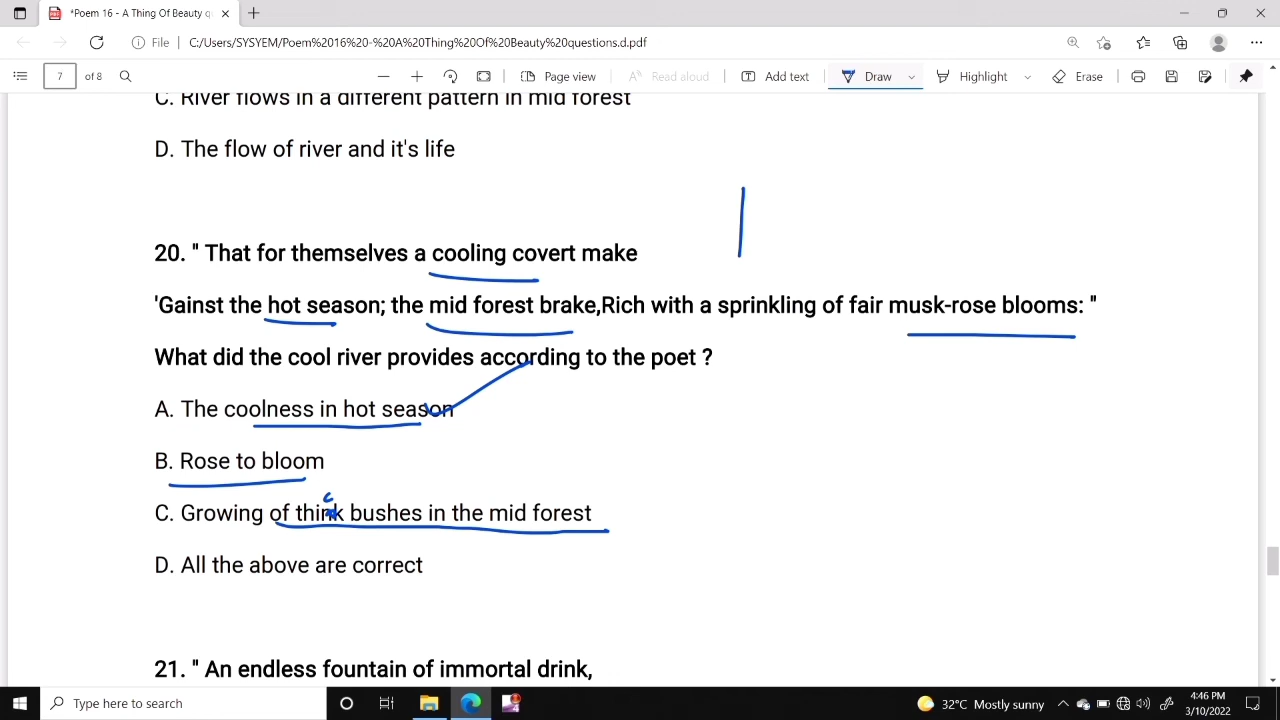 *Poem 16 - A Thing Of Beauty q
File C:/Users/SYSYEM/Poem%2016%20-%20A%20Thing%20Of%20Beauty%20questions.d.pdf
7 of 8 Page view Read aloud Add text Draw Highlight Erase
C. River flows in a different pattern in mid forest
D. The flow of river and it's life
20. " That for themselves a cooling covert make
'Gainst the hot season; the mid forest brake,Rich with a sprinkling of fair musk-rose blooms: "
What did the cool river provides according to the poet ?
A. The coolness in hot season
B. Rose to bloom
c
C. Growing of think bushes in the mid forest
D. All the above are correct
21. " An endless fountain of immortal drink,
Type here to search
32°C Mostly sunny
4:46 PM
3/10/2022